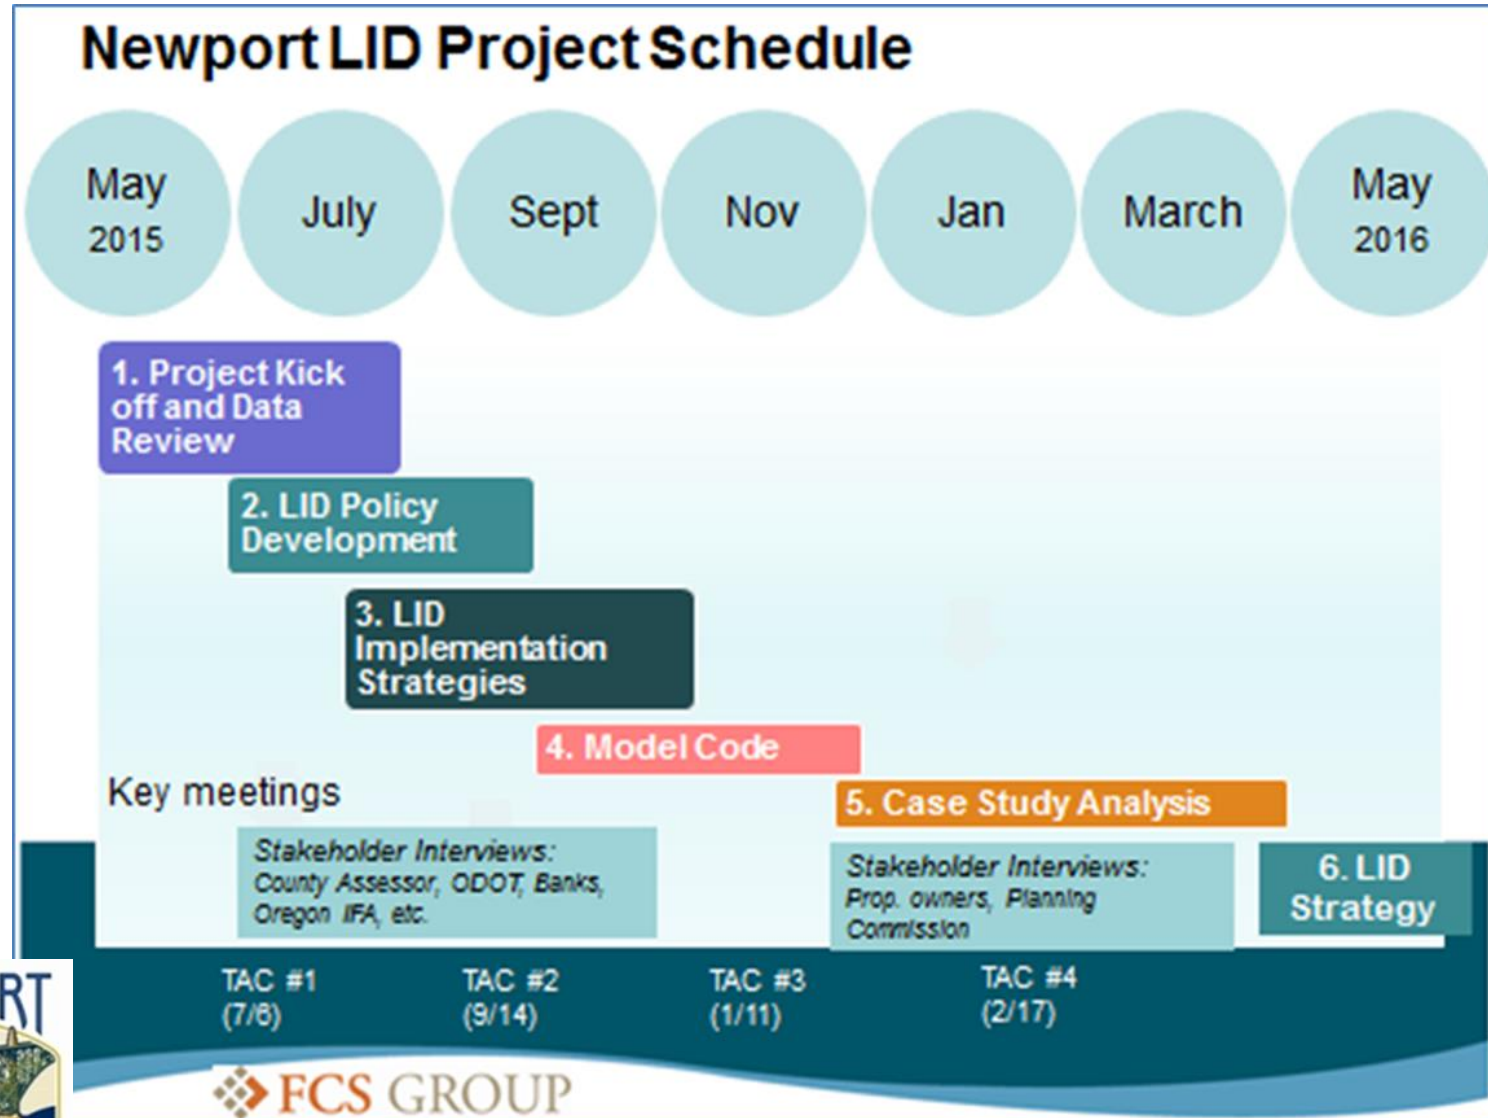 Newport LID Project Schedule
May
2015
July
Sept
Nov
Jan
March
May
2016
1. Project Kick
off and Data
Review
2. LID Policy
Development
3. LID
Implementation
Strategies
4. Model Code
Key meetings
5. Case Study Analysis
Stakeholder Interviews:
County Assessor, ODOT, Banks,
Oregon IFA, etc.
Stakeholder Interviews:
Prop. owners, Planning
Commission
6. LID
Strategy
TAC #1
(7/6)
TAC #2
(9/14)
TAC #3
(1/11)
TAC #4
(2/17)
RT
FCS GROUP